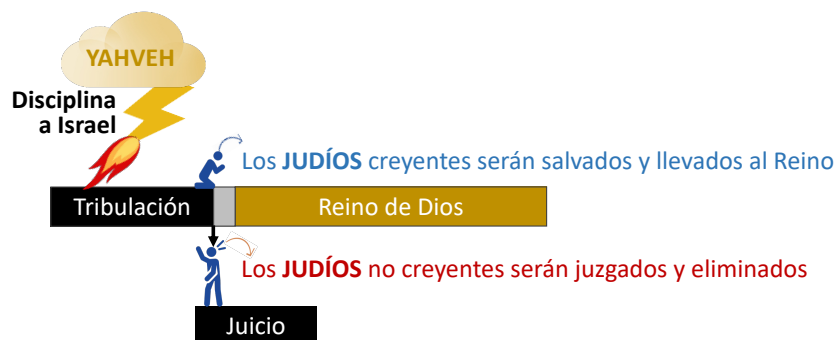 YAHVEH
Disciplina
a Israel
Los JUDÍOS creyentes serán salvados y llevados al Reino
Tribulación
Reino de Dios
Los JUDÍOS no creyentes serán juzgados y eliminados
Juicio